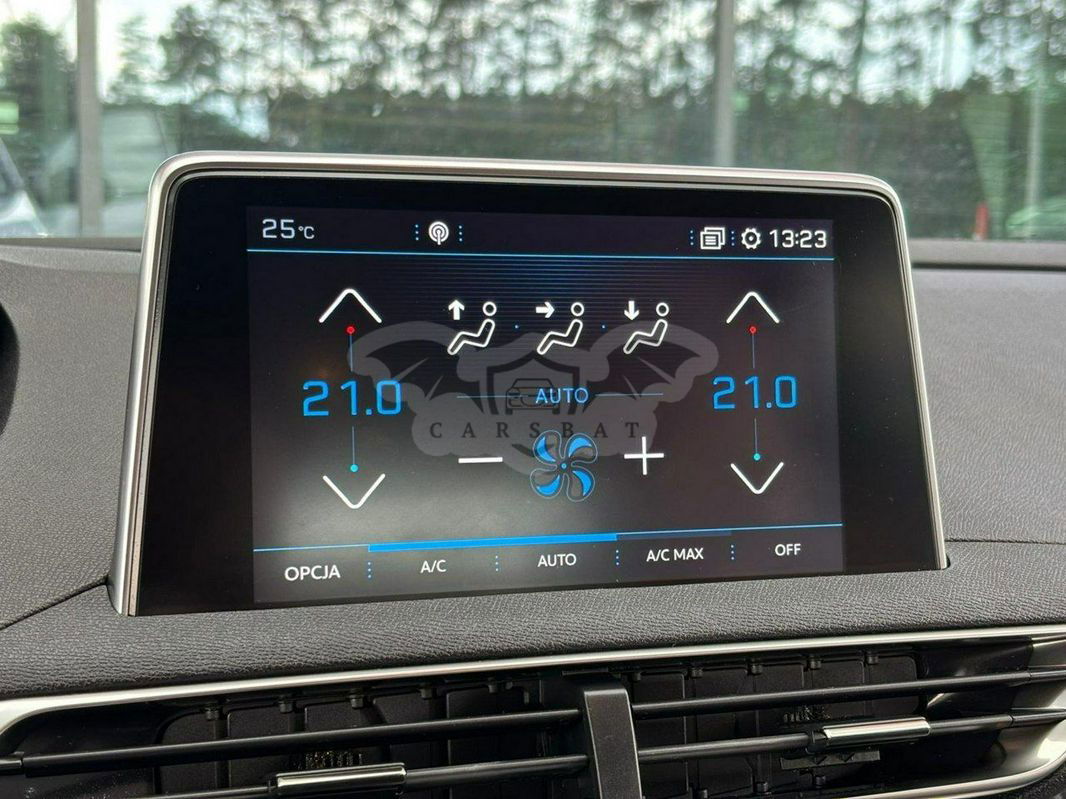 25°C
13:23
21.0
AUTO
21.0
CARSBAT
OPCJA
A/C
AUTO
A/C MAX
OFF